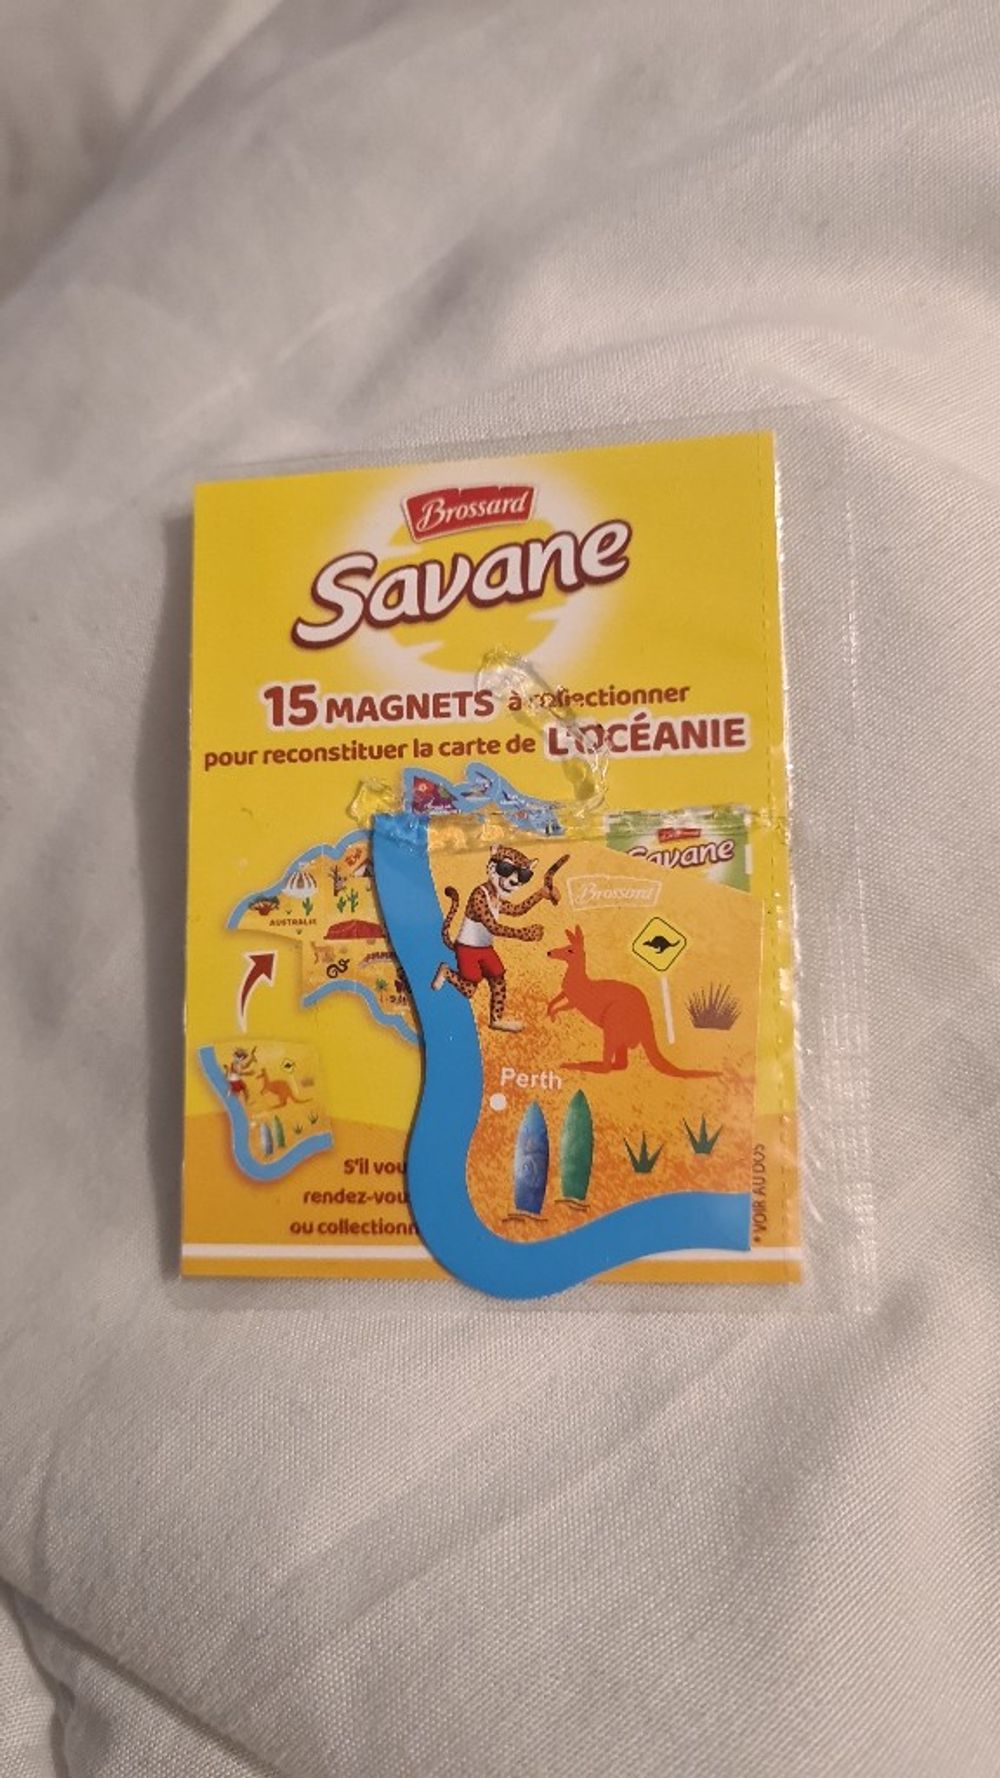 Brossard
Savane
15 MAGNETS à collectionner
pour reconstituer la carte de L'OCÉANIE
Savane
Brossard
AUSTRALIE
Perth
S'il vou
rendez-vou
ou collectionn
* VOIR AU DOS